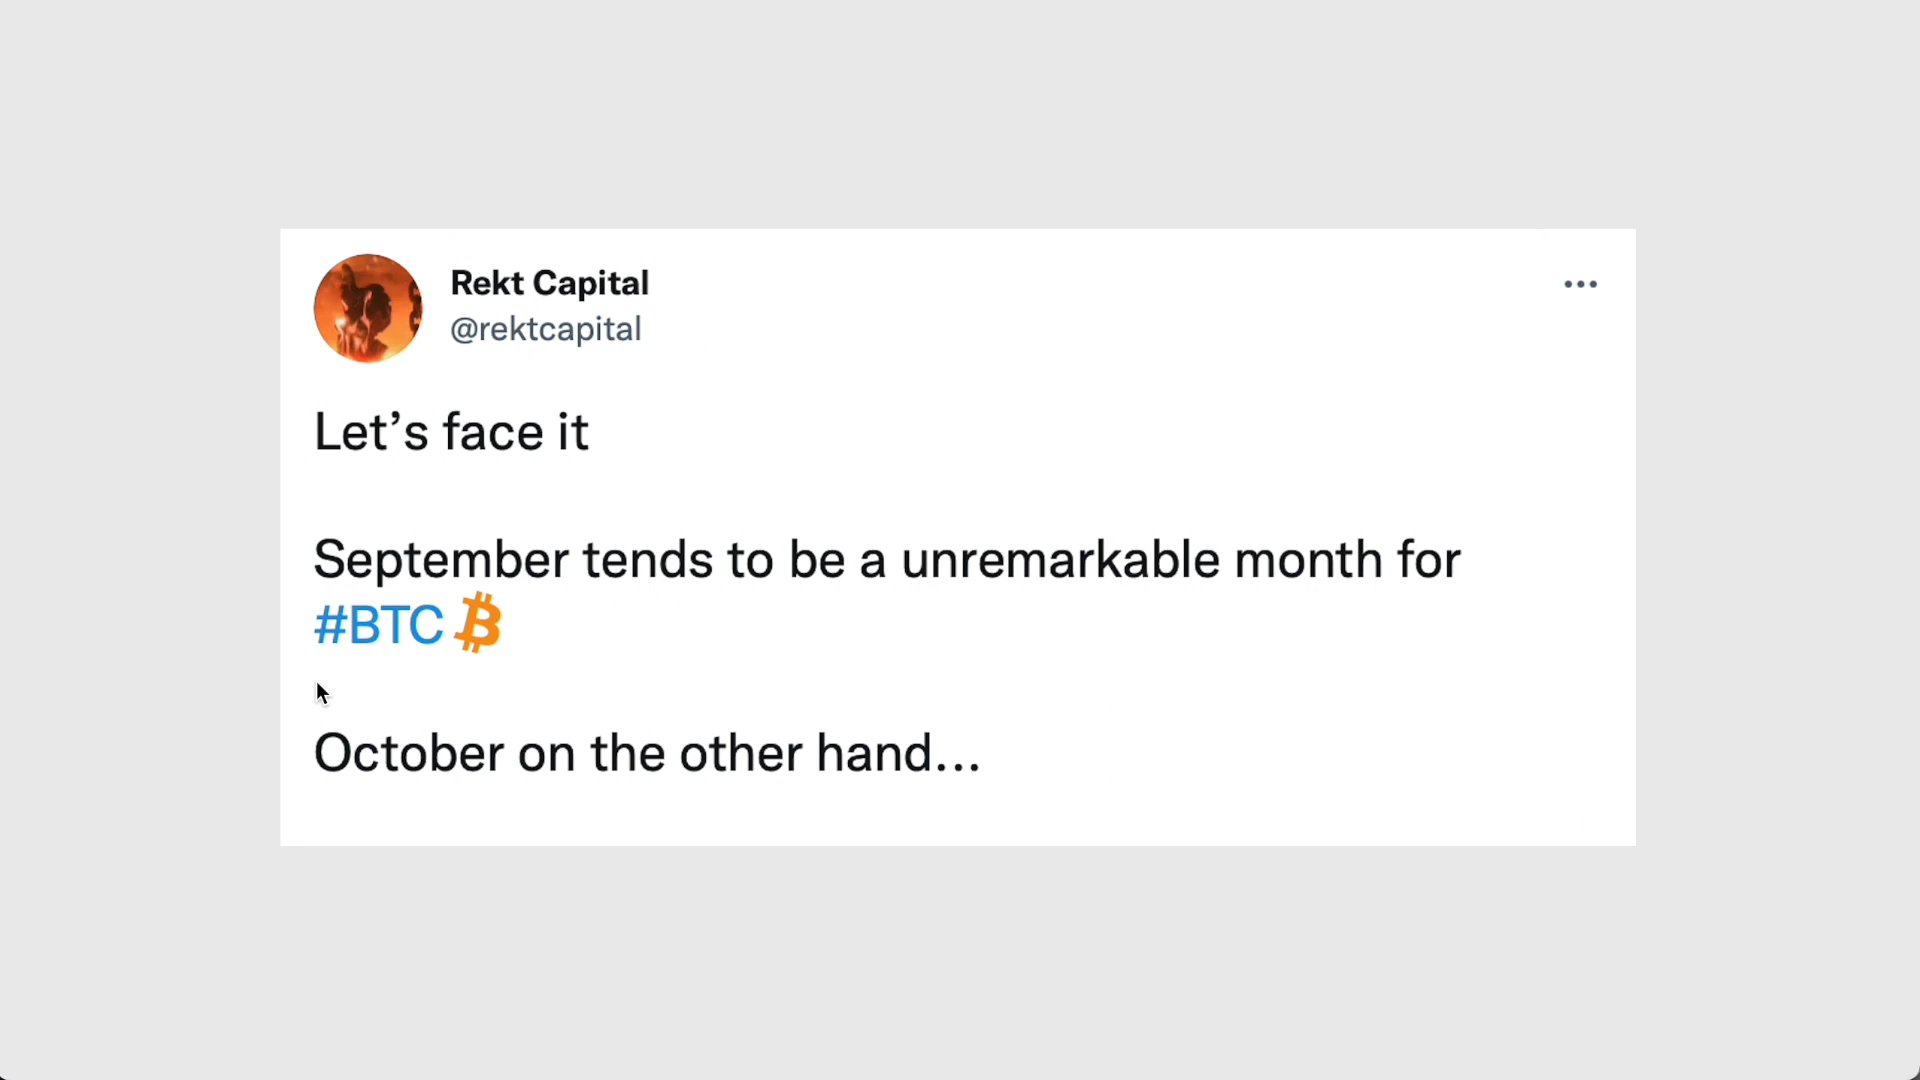 Rekt Capital
@rektcapital
Let’s face it
September tends to be a unremarkable month for
#BTC
October on the other hand...